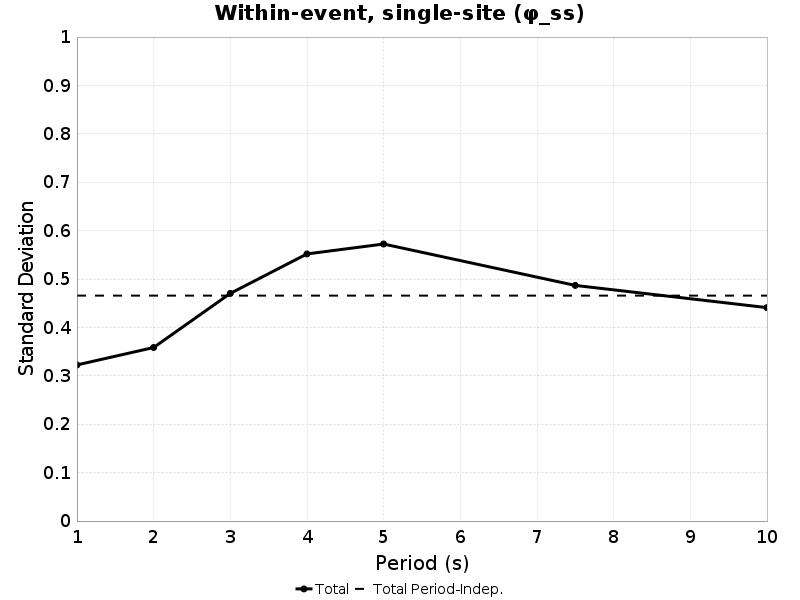 Within-event, single-site (φ_ss)
1
0.9
0.8
0.7
0.6
0.5
0.4
0.3
0.2
0.1
0
Standard Deviation
1 2 3 4 5 6 7 8 9 10
Period (s)
Total Total Period-Indep.